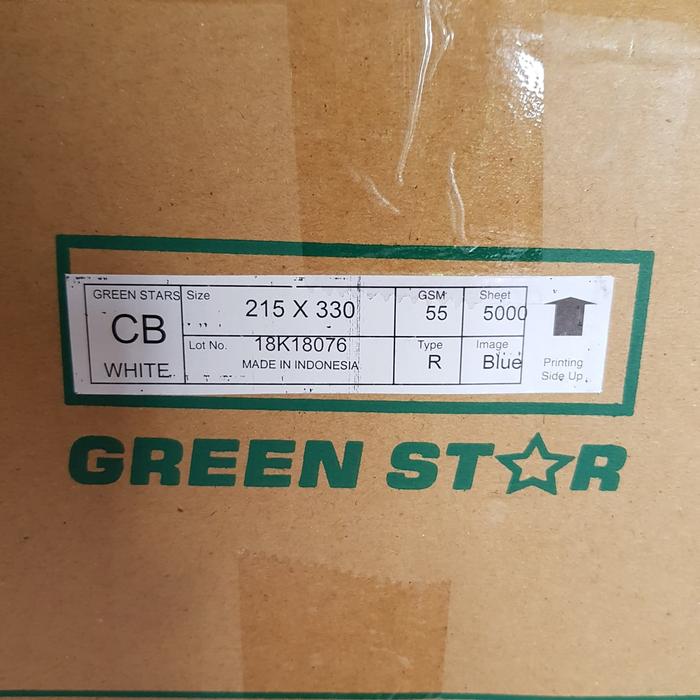 GREEN STARS
CB
WHITE
Size
215 X 330
Lot No.
18K18076
MADE IN INDONESIA
GSM
55
Sheet
5000
Type
R
Image
Blue
Printing
Side Up
GREEN STAR